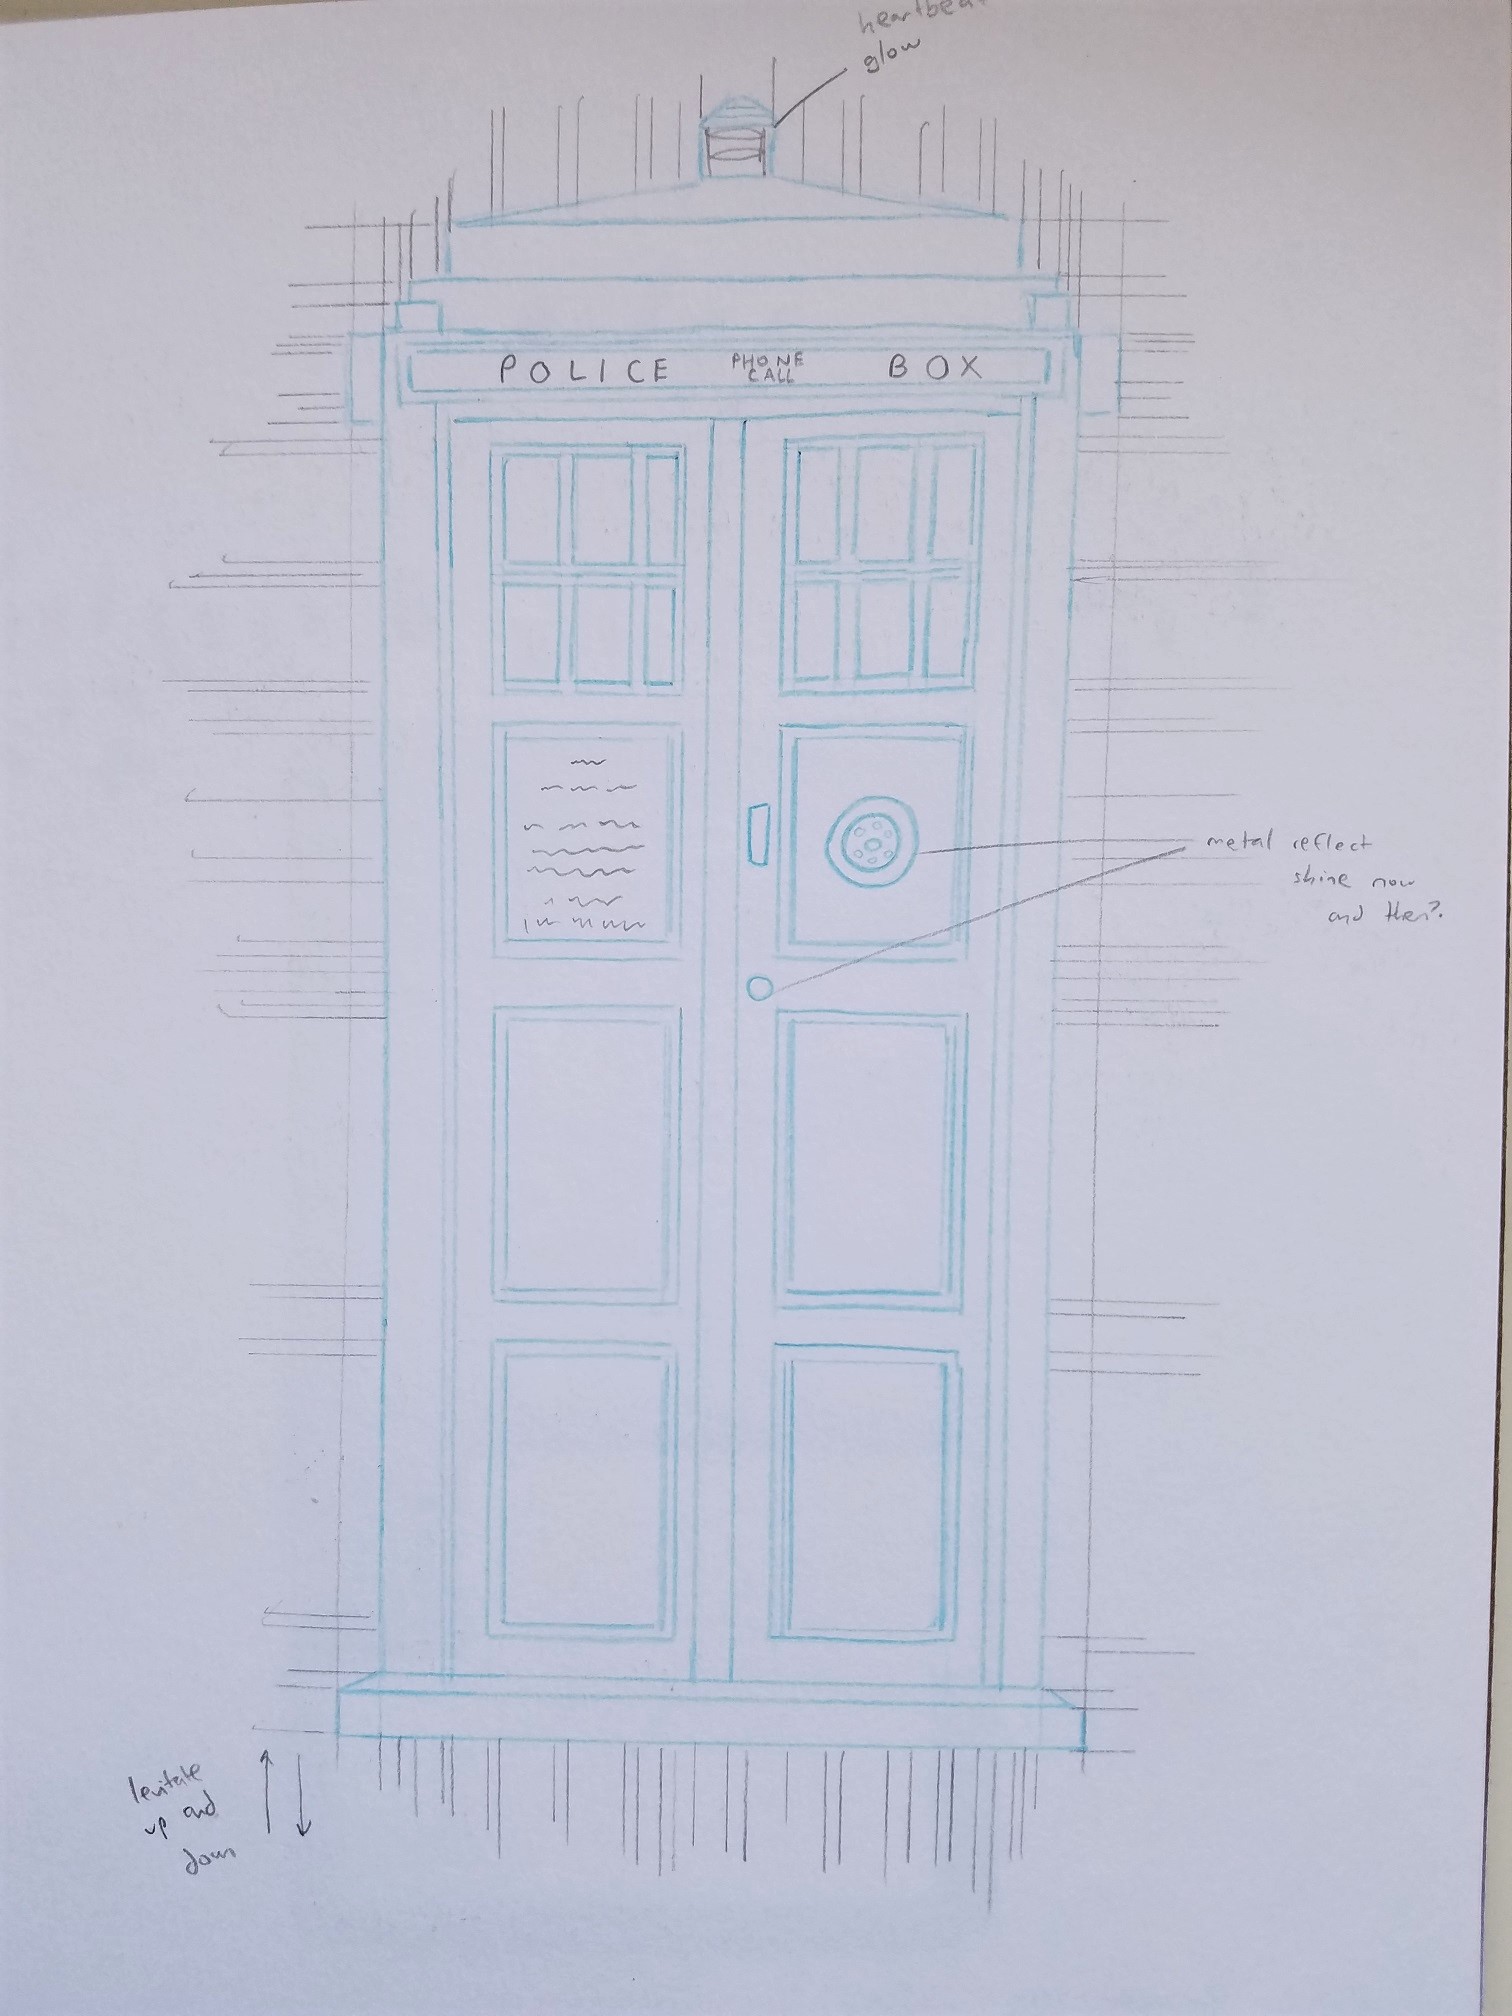 heartbeat
glow
POLICE PHONE CALL BOX
metal reflect
shine now
and then?
levitate
up and
down